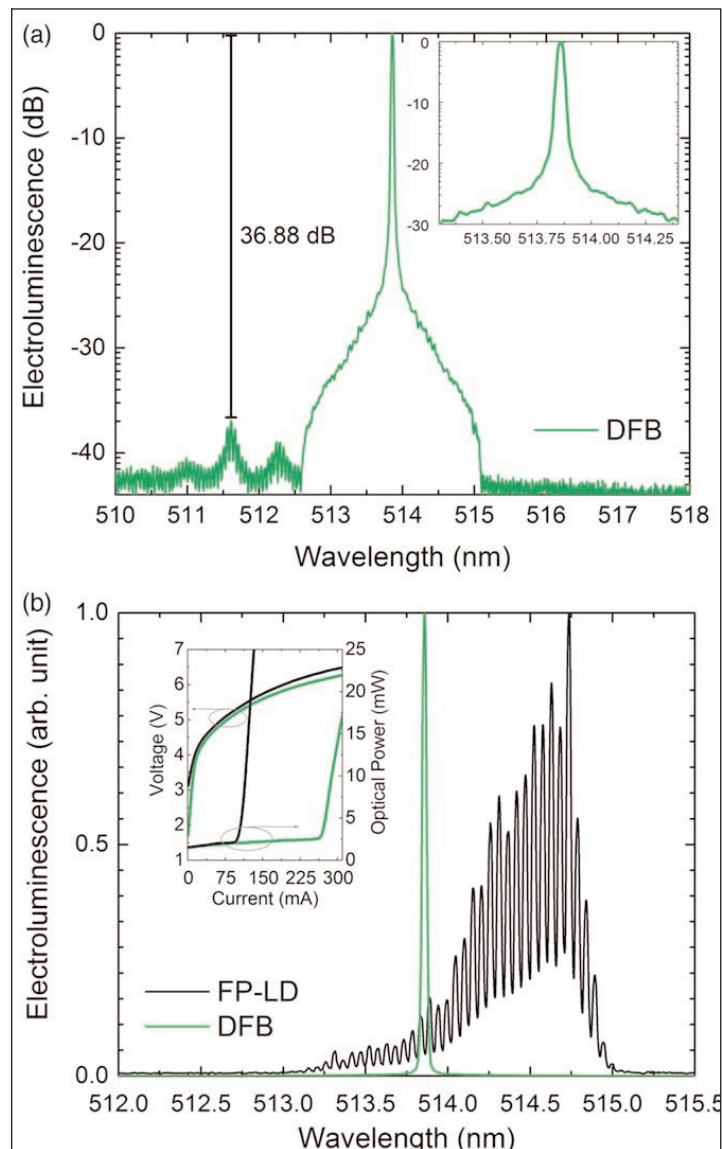 (a)
0
-10
-20
-30
-40
Electroluminescence (dB)
36.88 dB
0
-10
-20
-30
513.50 513.75 514.00 514.25
DFB
510 511 512 513 514 515 516 517 518
Wavelength (nm)
(b)
1.0
0.5
0.0
Electroluminescence (arb. unit)
7
6
5
4
3
2
1
Voltage (V)
25
20
15
10
5
0
Optical Power (mW)
0 75 150 225 300
Current (mA)
FP-LD
DFB
512.0 512.5 513.0 513.5 514.0 514.5 515.0 515.5
Wavelength (nm)